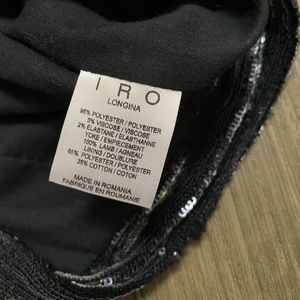 IRO
LONGINA
95% POLYESTER / POLYESTER
3% VISCOSE / VISCOSE
2% ELASTANE / ELASTHANNE
YOKE / EMPIECEMENT
100% LAMB / AGNEAU
LINING / DOUBLURE
65% POLYESTER / POLYESTER
35% COTTON / COTON
MADE IN ROMANIA
FABRIQUE EN ROUMANIE